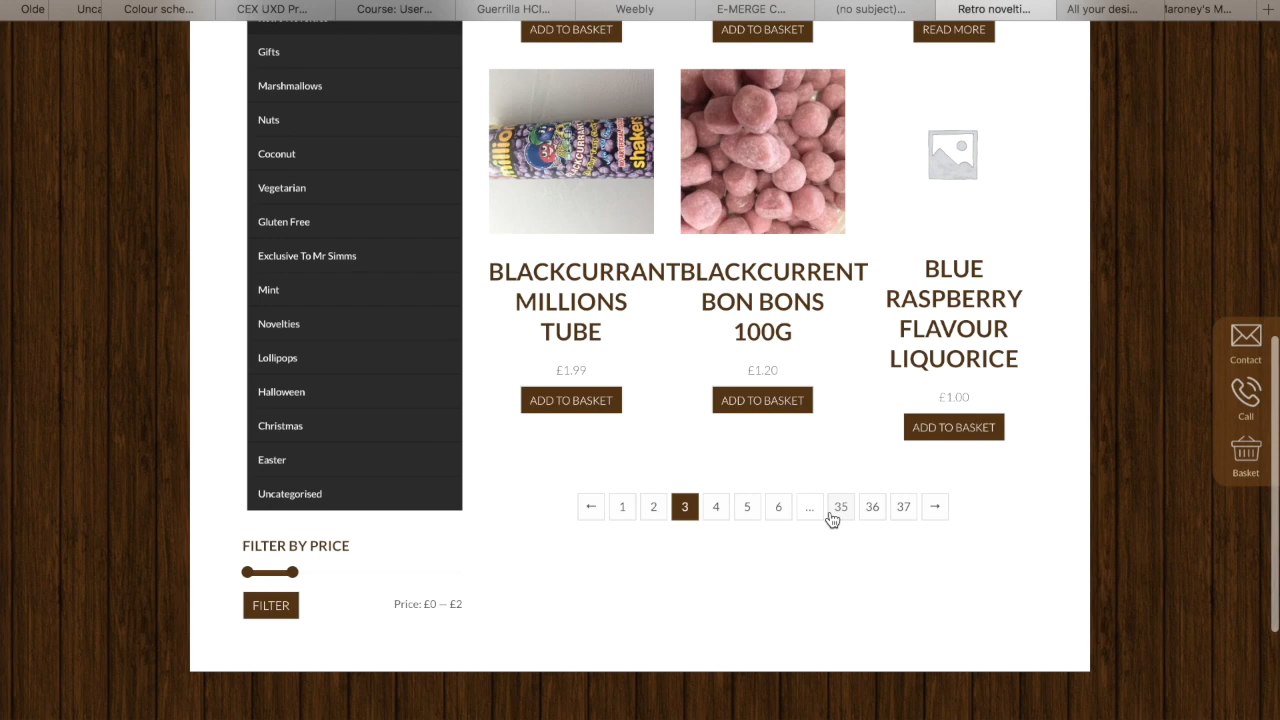 Olde
Unca
Colour sche...
CEX UXD Pr...
Course: User...
Guerrilla HCI...
Weebly
E-MERGE C...
(no subject)...
Retro novelti...
All your desi...
Maroney's M...
ADD TO BASKET
ADD TO BASKET
READ MORE
Gifts
Marshmallows
Nuts
Coconut
Vegetarian
Gluten Free
Exclusive To Mr Simms
Mint
Novelties
Lollipops
Halloween
Christmas
Easter
Uncategorised
BLACKCURRANT
MILLIONS
TUBE
£1.99
ADD TO BASKET
BLACKCURRENT
BON BONS
100G
£1.20
ADD TO BASKET
BLUE
RASPBERRY
FLAVOUR
LIQUORICE
£1.00
ADD TO BASKET
← 1 2 3 4 5 6 ... 35 36 37 →
FILTER BY PRICE
FILTER
Price: £0 — £2
Contact
Call
Basket